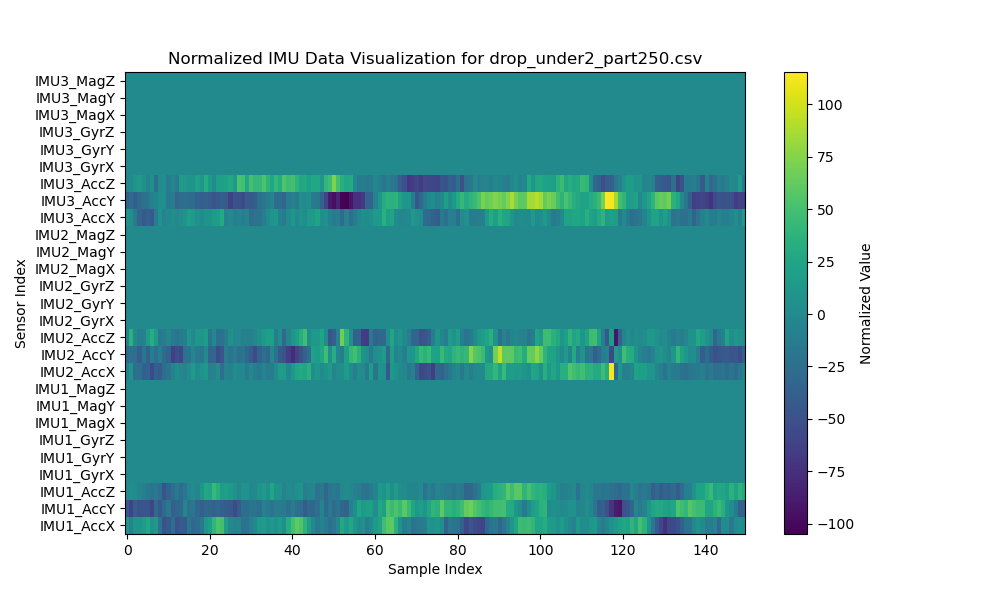 Normalized IMU Data Visualization for drop_under2_part250.csv
IMU3_MagZ
IMU3_MagY
IMU3_MagX
IMU3_GyrZ
IMU3_GyrY
IMU3_GyrX
IMU3_AccZ
IMU3_AccY
IMU3_AccX
IMU2_MagZ
IMU2_MagY
IMU2_MagX
IMU2_GyrZ
IMU2_GyrY
IMU2_GyrX
IMU2_AccZ
IMU2_AccY
IMU2_AccX
IMU1_MagZ
IMU1_MagY
IMU1_MagX
IMU1_GyrZ
IMU1_GyrY
IMU1_GyrX
IMU1_AccZ
IMU1_AccY
IMU1_AccX
Sensor Index
0 20 40 60 80 100 120 140
Sample Index
100
75
50
25
0
−25
−50
−75
−100
Normalized Value